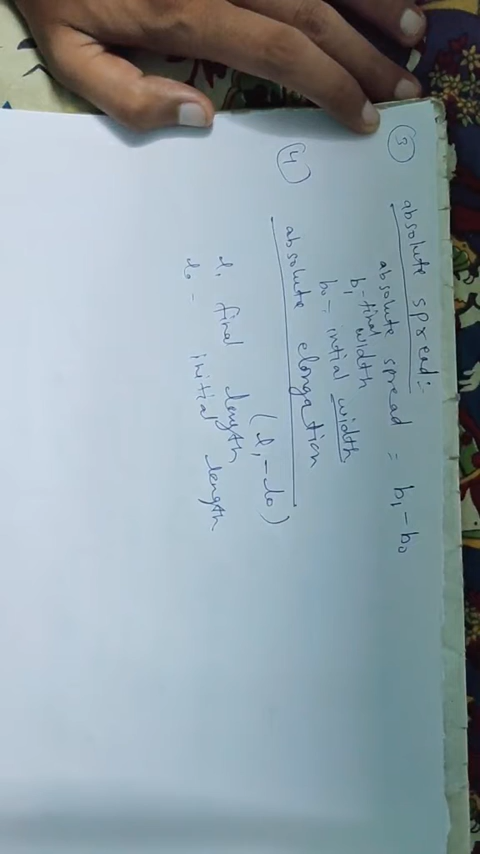 ③ absolute spread:-
absolute spread = b₁ - b₀
b₁-final width
b₀ - intial width
④ absolute elongation
(l₁ - l₀)
l₁ final length
l₀ - initial length